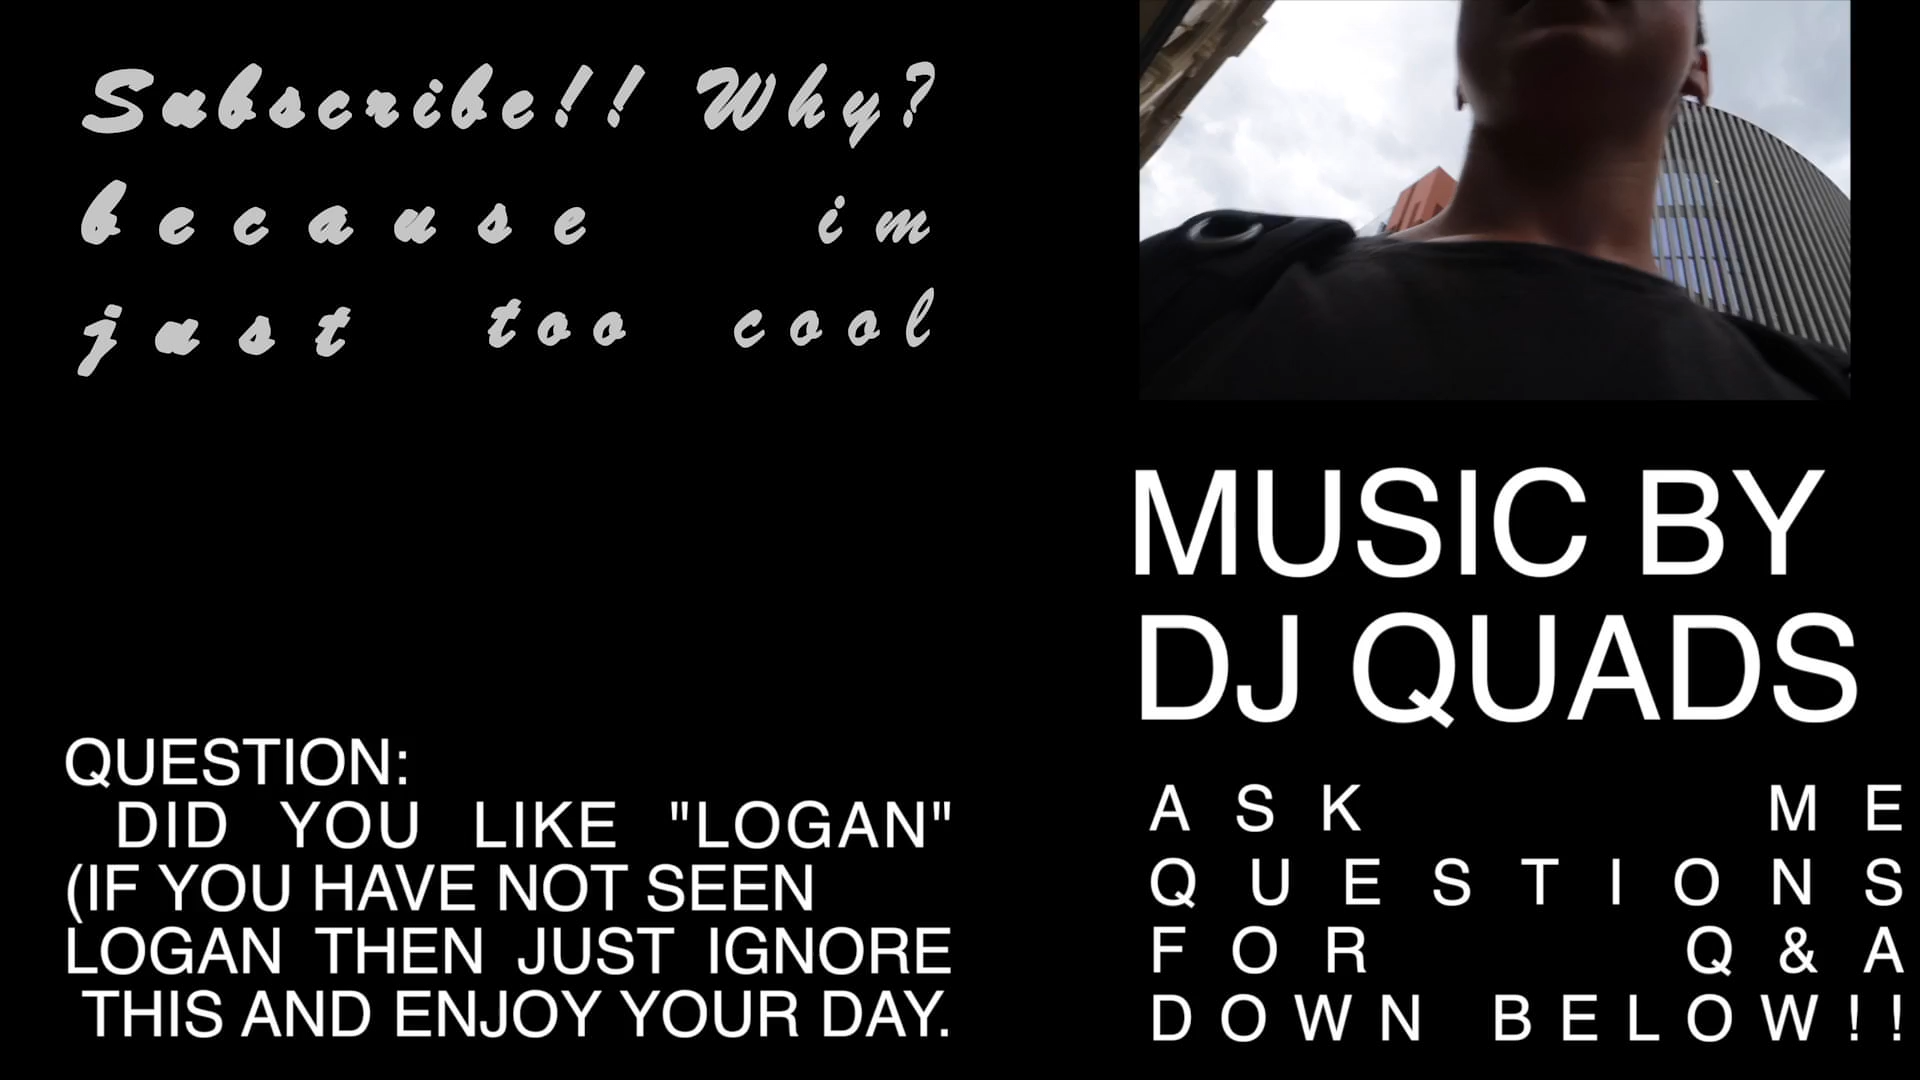 Subscribe!! Why?
because im
just too cool
MUSIC BY
DJ QUADS
QUESTION:
DID YOU LIKE "LOGAN"
(IF YOU HAVE NOT SEEN
LOGAN THEN JUST IGNORE
THIS AND ENJOY YOUR DAY.
ASK ME
QUESTIONS
FOR Q&A
DOWN BELOW!!